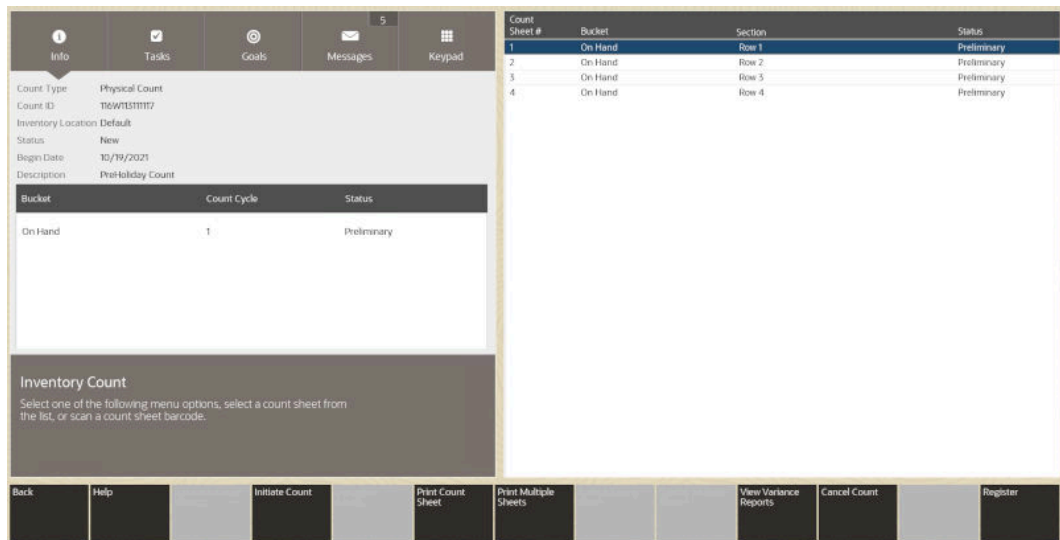 5
Info Tasks Goals Messages Keypad
Count Type Physical Count
Count ID 116W113111117
Inventory Location Default
Status New
Begin Date 10/19/2021
Description PreHoliday Count
Bucket Count Cycle Status
On Hand 1 Preliminary
Inventory Count
Select one of the following menu options, select a count sheet from
the list, or scan a count sheet barcode.
Count
Sheet # Bucket Section Status
1 On Hand Row 1 Preliminary
2 On Hand Row 2 Preliminary
3 On Hand Row 3 Preliminary
4 On Hand Row 4 Preliminary
Back Help Initiate Count Print Count Print Multiple View Variance Cancel Count Register
Sheet Sheets Reports